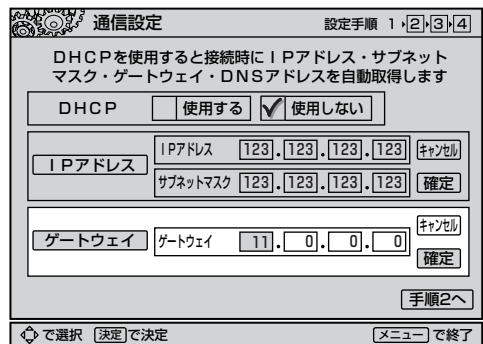 通信設定 設定手順 1 2 3 4
DHCPを使用すると接続時にIPアドレス・サブネット
マスク・ゲートウェイ・DNSアドレスを自動取得します
DHCP 使用する 使用しない
IPアドレス IPアドレス 123.123.123.123 キャンセル
サブネットマスク 123.123.123.123 確定
ゲートウェイ ゲートウェイ 11.0.0.0 キャンセル
確定
手順2へ
で選択 決定で決定 メニューで終了